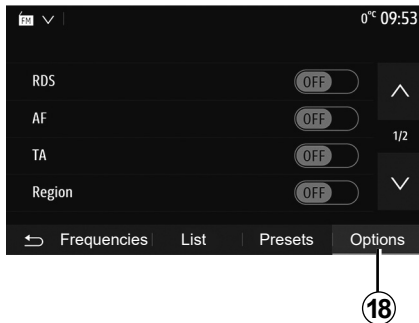 FM 0°C 09:53
RDS OFF
AF OFF
1/2
TA OFF
Region OFF
Frequencies List Presets Options
18